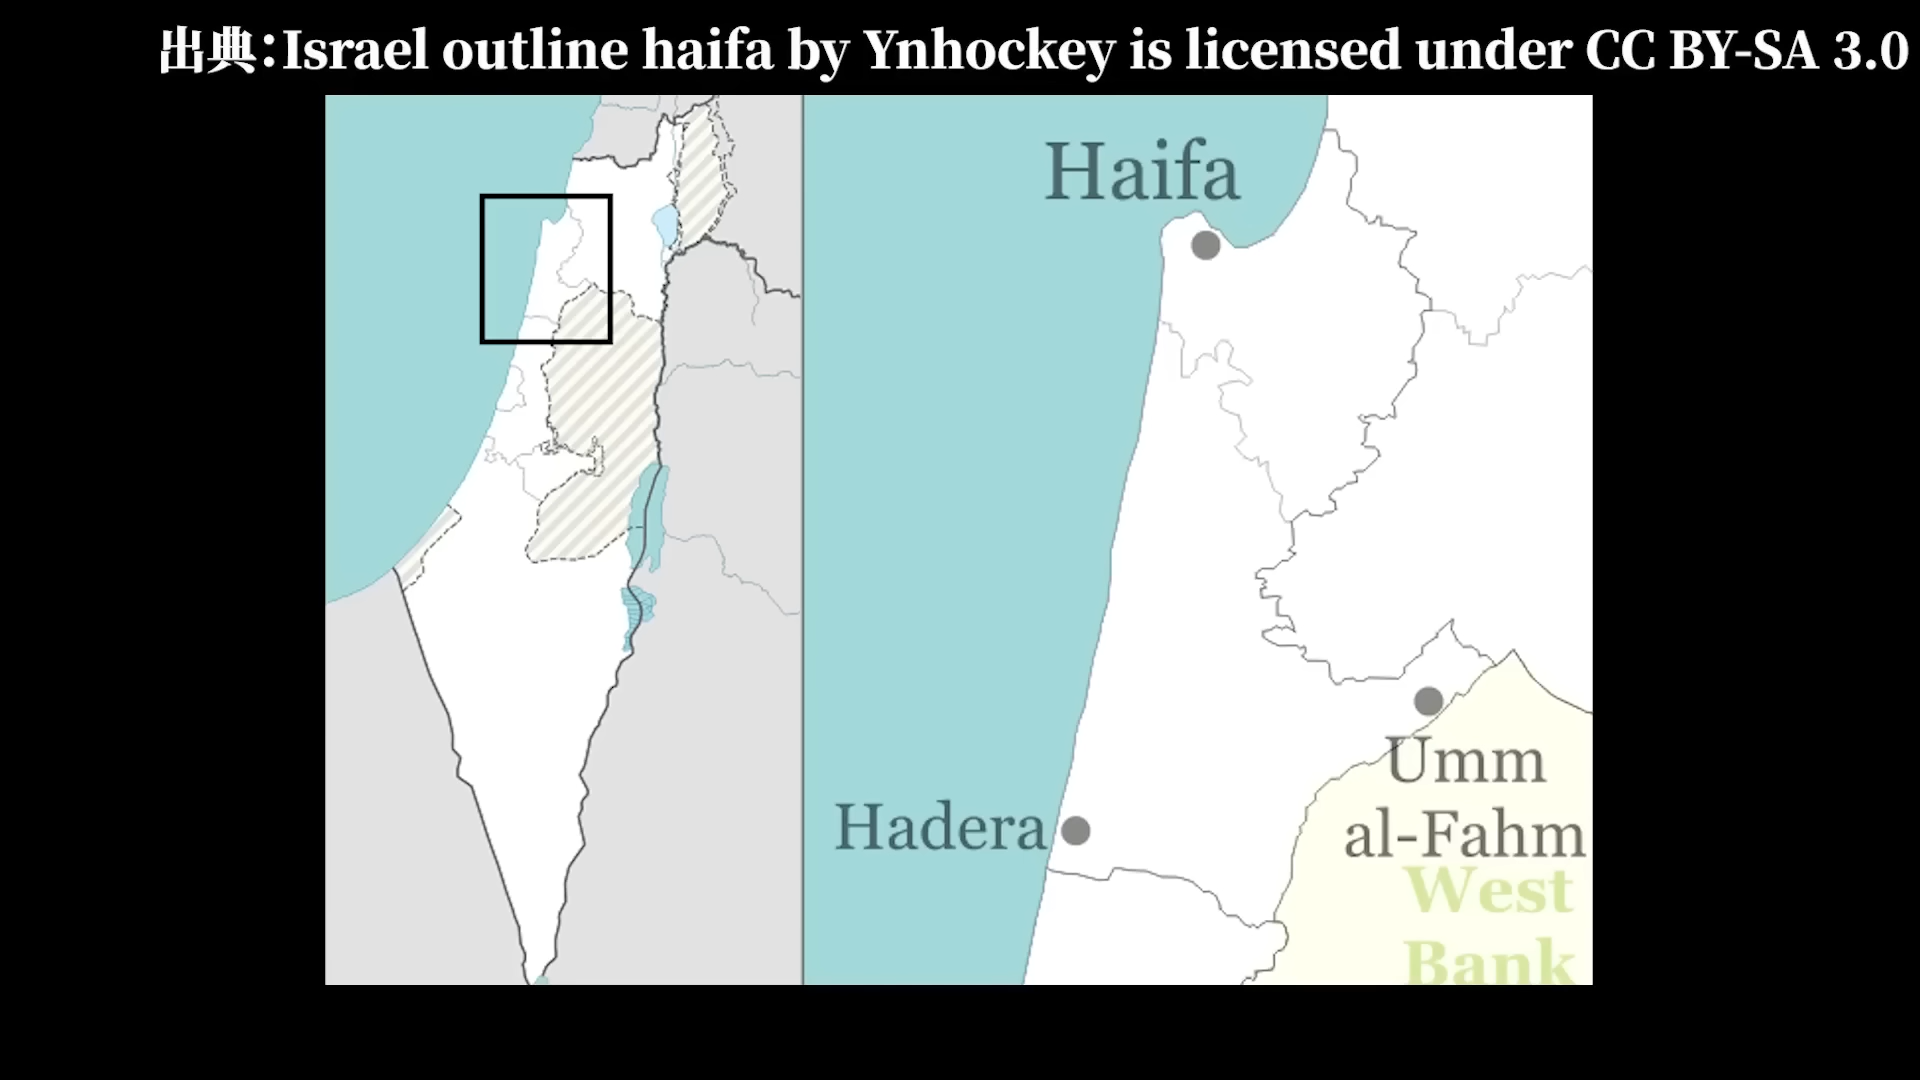 出典：Israel outline haifa by Ynhockey is licensed under CC BY-SA 3.0
Haifa
Hadera
Umm
al-Fahm
West
Bank